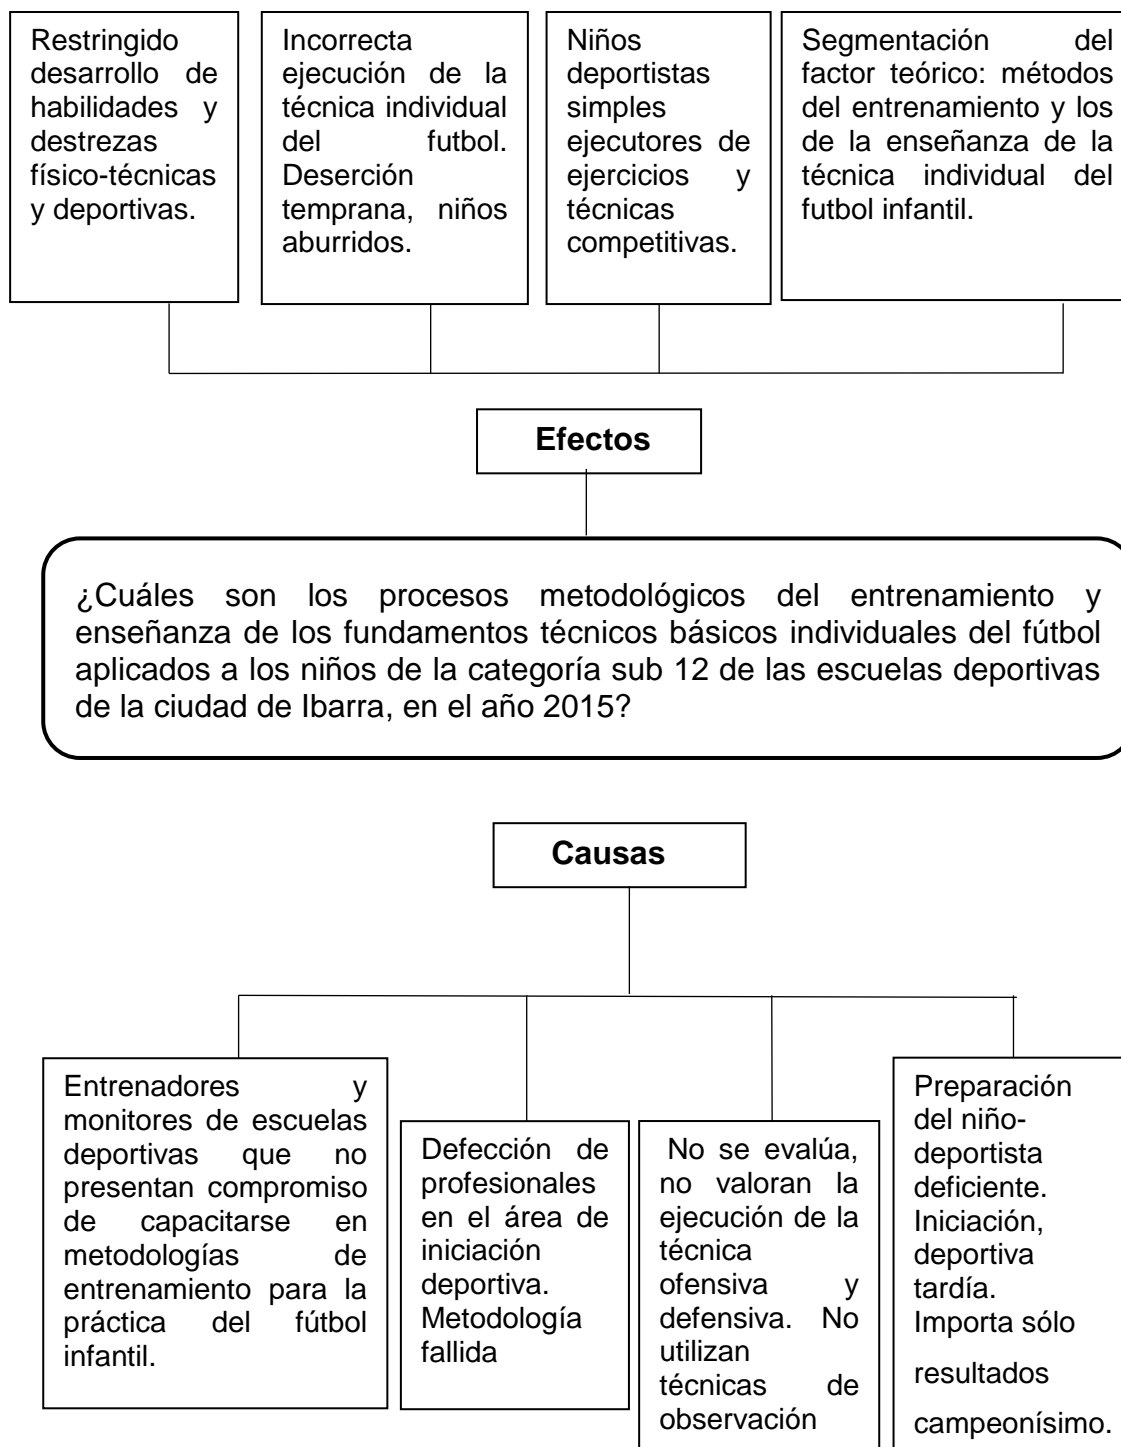 Restringido
desarrollo de
habilidades y
destrezas
físico-técnicas
y deportivas.
Incorrecta
ejecución de la
técnica individual
del futbol.
Deserción
temprana, niños
aburridos.
Niños
deportistas
simples
ejecutores de
ejercicios y
técnicas
competitivas.
Segmentación del
factor teórico: métodos
del entrenamiento y los
de la enseñanza de la
técnica individual del
futbol infantil.
Efectos
¿Cuáles son los procesos metodológicos del entrenamiento y
enseñanza de los fundamentos técnicos básicos individuales del fútbol
aplicados a los niños de la categoría sub 12 de las escuelas deportivas
de la ciudad de Ibarra, en el año 2015?
Causas
Entrenadores y
monitores de escuelas
deportivas que no
presentan compromiso
de capacitarse en
metodologías de
entrenamiento para la
práctica del fútbol
infantil.
Defección de
profesionales
en el área de
iniciación
deportiva.
Metodología
fallida
No se evalúa,
no valoran la
ejecución de la
técnica
ofensiva y
defensiva. No
utilizan
técnicas de
observación
Preparación
del niño-
deportista
deficiente.
Iniciación,
deportiva
tardía.
Importa sólo
resultados
campeonísimo.